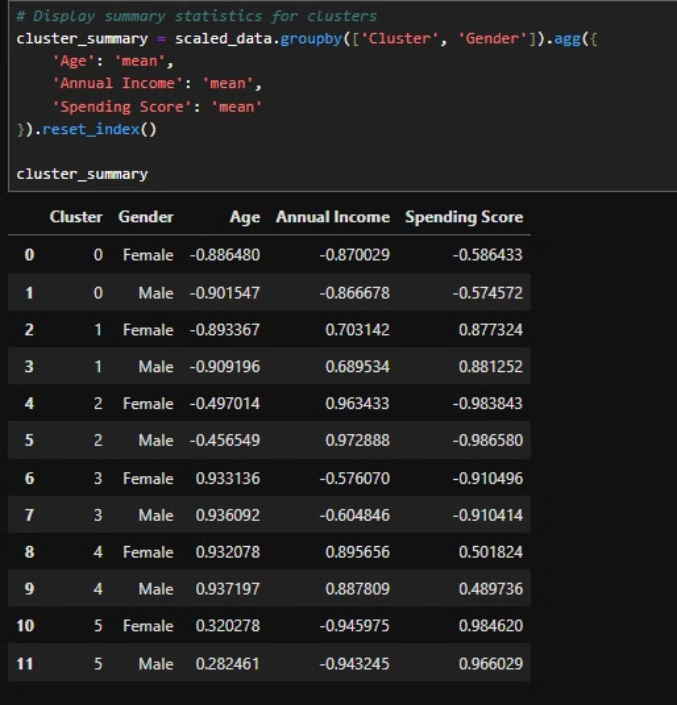 # Display summary statistics for clusters
cluster_summary = scaled_data.groupby(['Cluster', 'Gender']).agg({
    'Age': 'mean',
    'Annual Income': 'mean',
    'Spending Score': 'mean'
}).reset_index()
cluster_summary
Cluster Gender Age Annual Income Spending Score
0 0 Female -0.886480 -0.870029 -0.586433
1 0 Male -0.901547 -0.866678 -0.574572
2 1 Female -0.893367 0.703142 0.877324
3 1 Male -0.909196 0.689534 0.881252
4 2 Female -0.497014 0.963433 -0.983843
5 2 Male -0.456549 0.972888 -0.986580
6 3 Female 0.933136 -0.576070 -0.910496
7 3 Male 0.936092 -0.604846 -0.910414
8 4 Female 0.932078 0.895656 0.501824
9 4 Male 0.937197 0.887809 0.489736
10 5 Female 0.320278 -0.945975 0.984620
11 5 Male 0.282461 -0.943245 0.966029